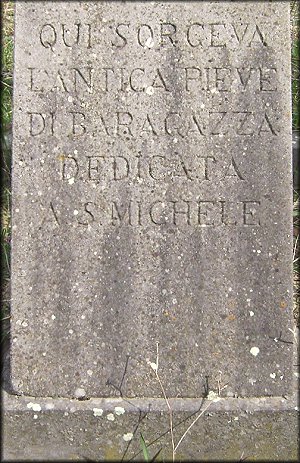 QUI SORGEVA
L'ANTICA PIEVE
DI BARAGAZZA
DEDICATA
A S. MICHELE